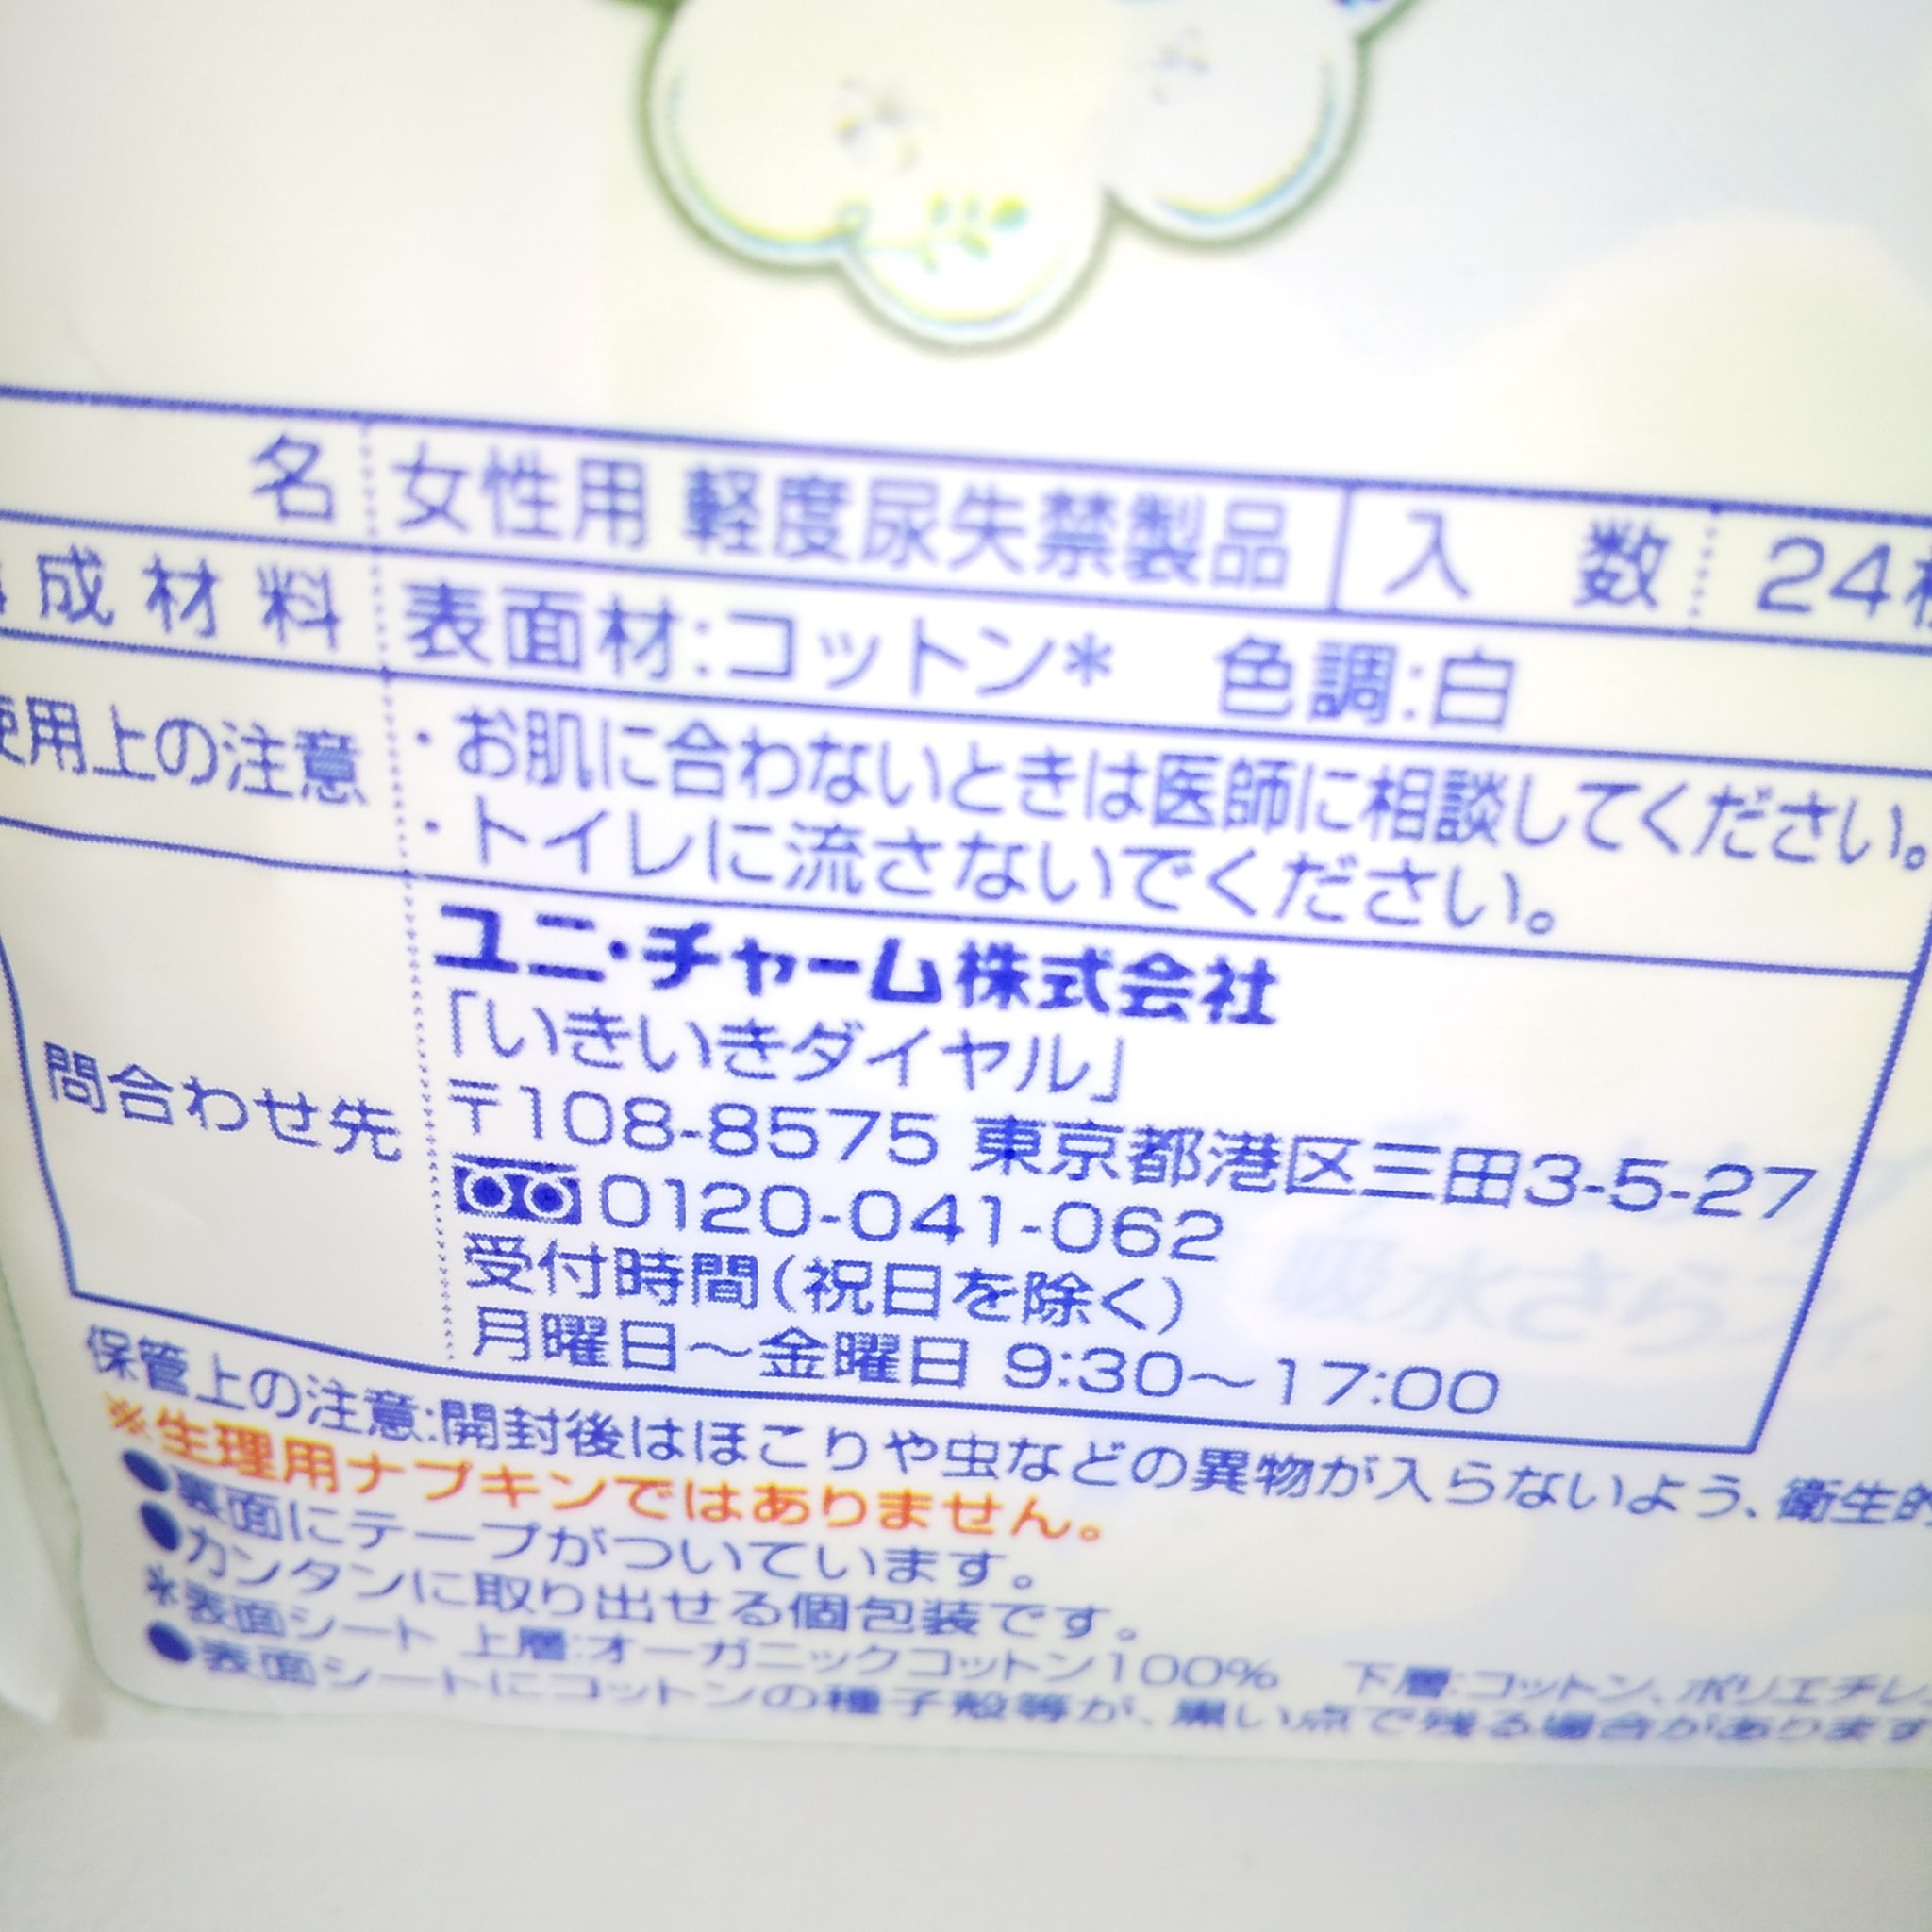 名 女性用 軽度尿失禁製品 入 数 24
成材料 表面材:コットン* 色調:白
使用上の注意 ・お肌に合わないときは医師に相談してください。
・トイレに流さないでください。
ユニ・チャーム株式会社
「いきいきダイヤル」
問合わせ先 〒108-8575 東京都港区三田3-5-27
0120-041-062
受付時間(祝日を除く)
月曜日〜金曜日 9:30〜17:00
保管上の注意:開封後はほこりや虫などの異物が入らないよう、衛生的
※生理用ナプキンではありません。
●裏面にテープがついています。
●カンタンに取り出せる個包装です。
*表面シート 上層:オーガニックコットン100% 下層:コットン、ポリエチレ
●表面シートにコットンの種子殻等が、黒い点で残る場合があります